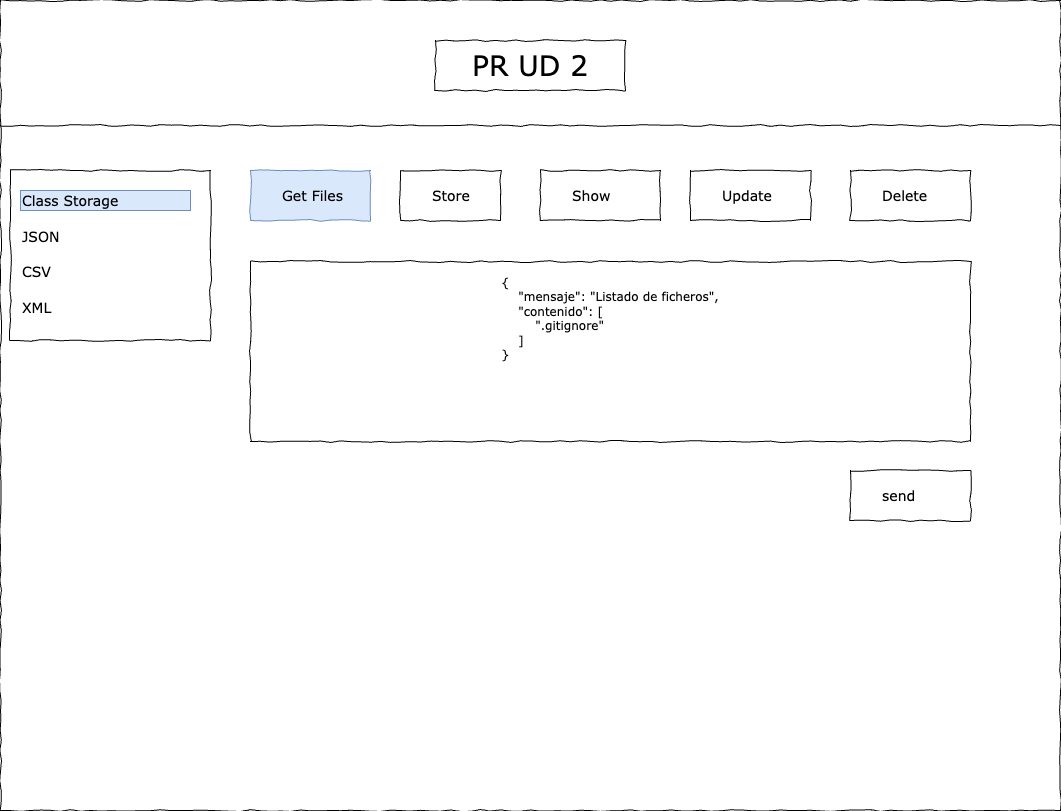 PR UD 2
Class Storage
JSON
CSV
XML
Get Files
Store
Show
Update
Delete
{
"mensaje": "Listado de ficheros",
"contenido": [
".gitignore"
]
}
send